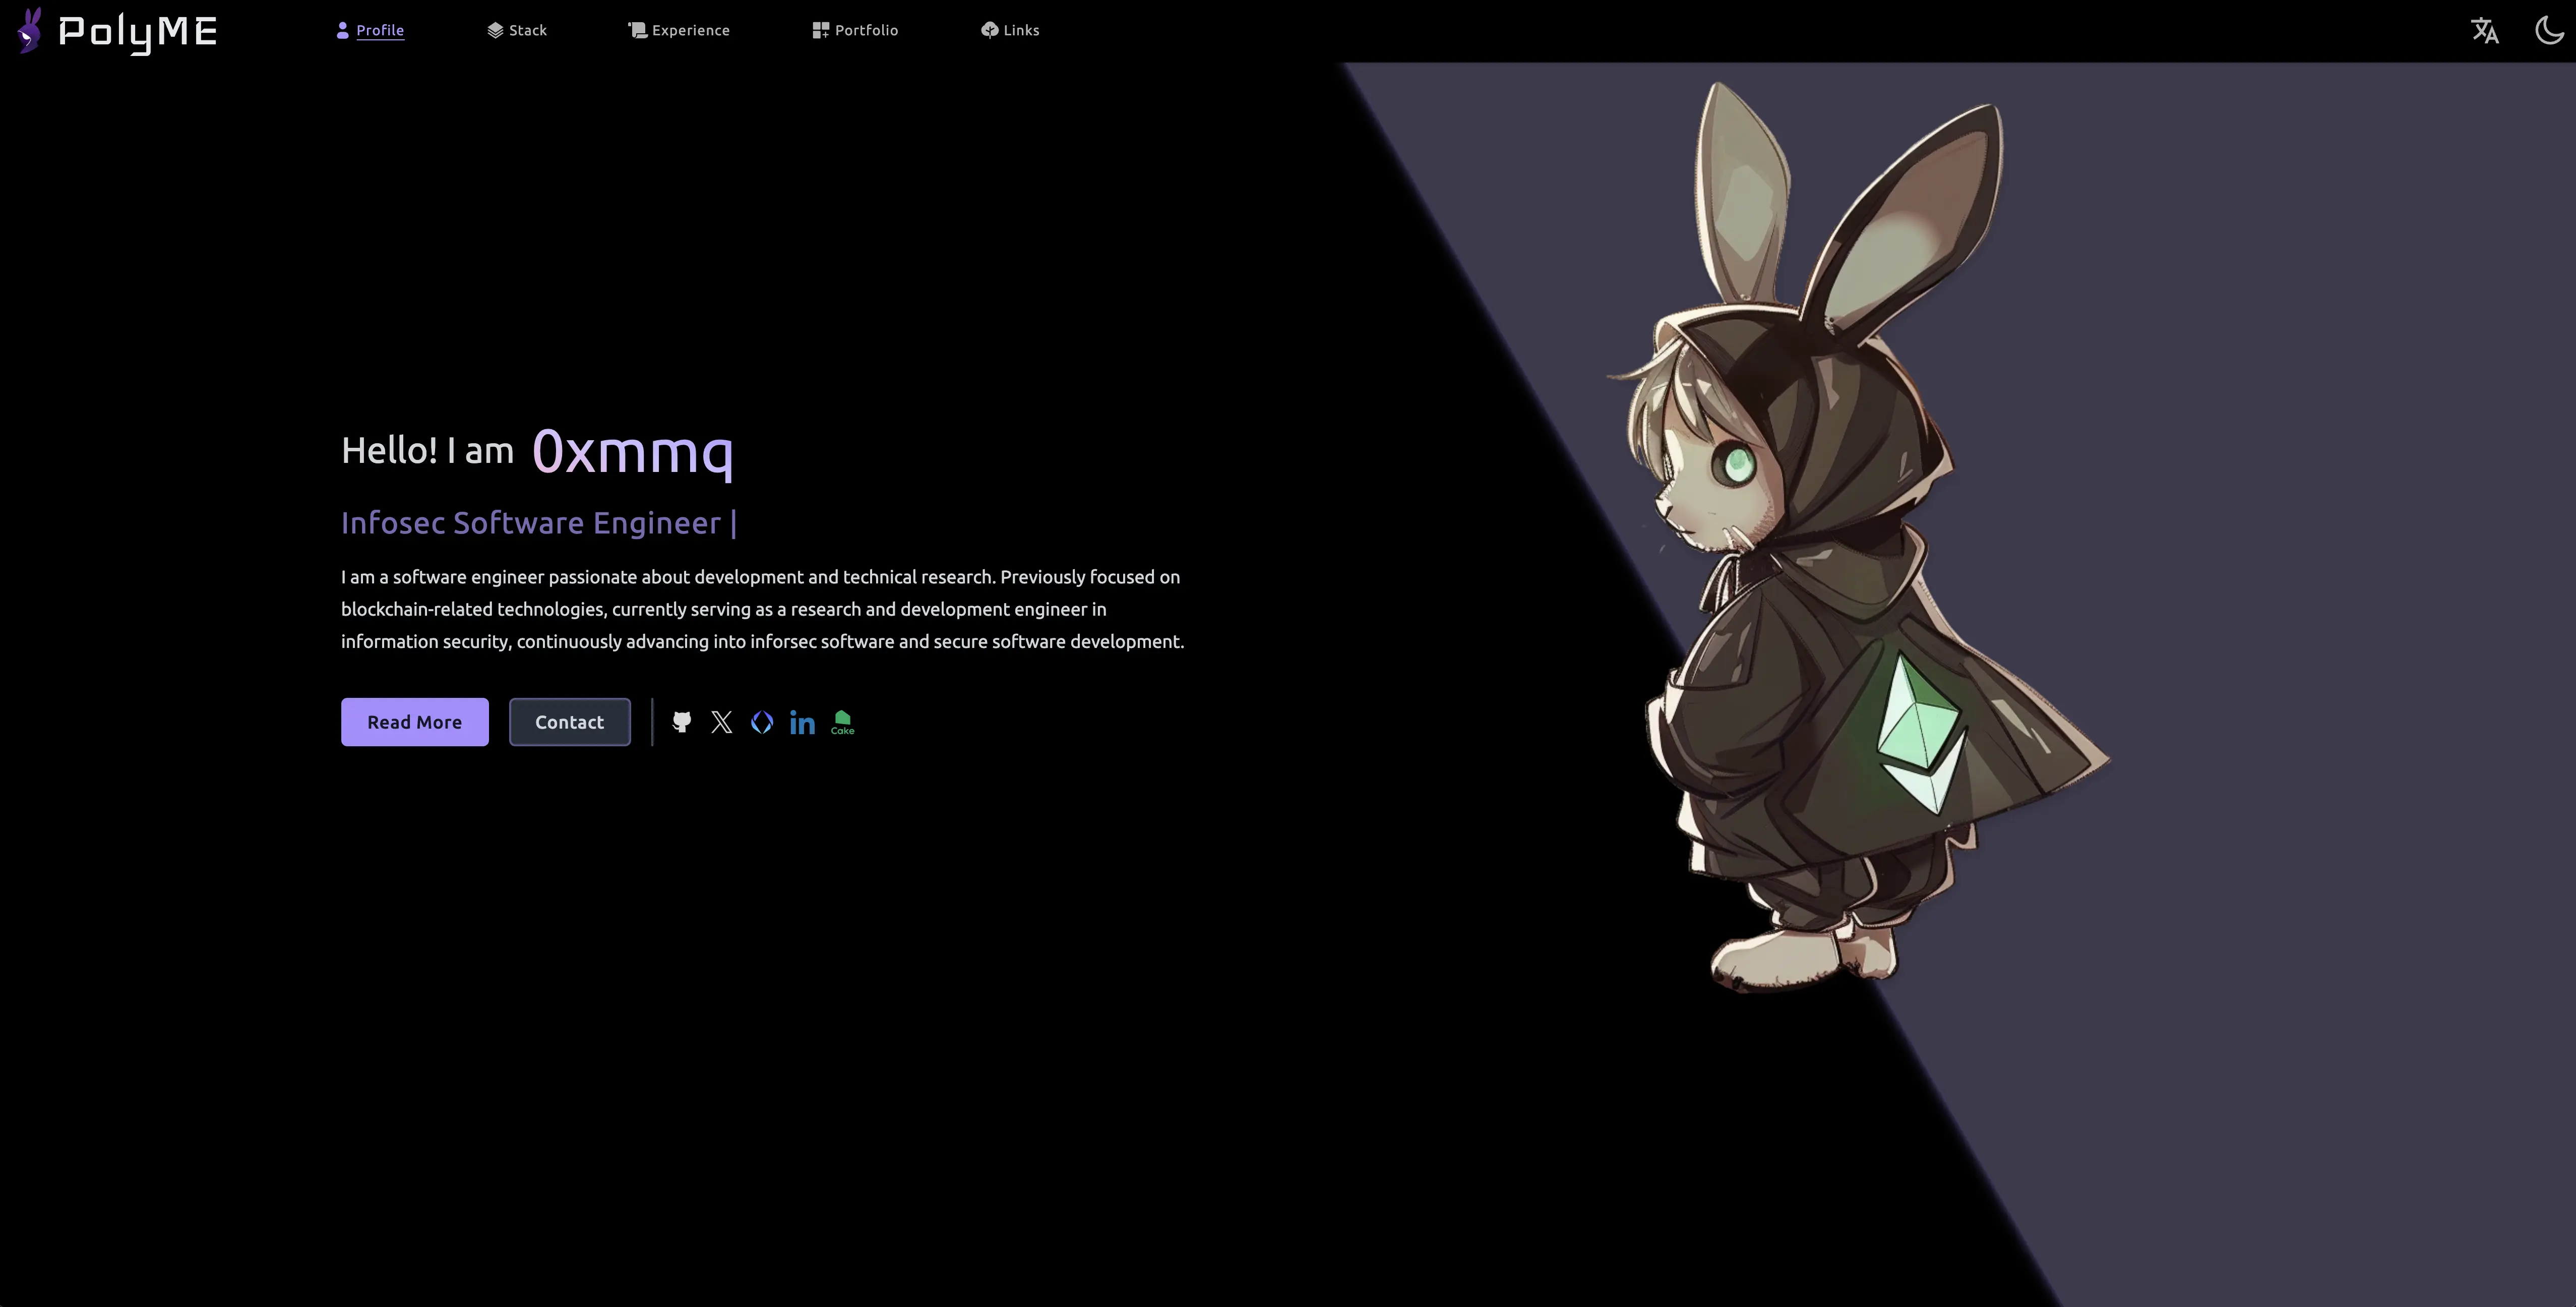 PolyME
Profile
Stack
Experience
Portfolio
Links
Hello! I am 0xmmq
Infosec Software Engineer |
I am a software engineer passionate about development and technical research. Previously focused on
blockchain-related technologies, currently serving as a research and development engineer in
information security, continuously advancing into inforsec software and secure software development.
Read More
Contact
in
Cake